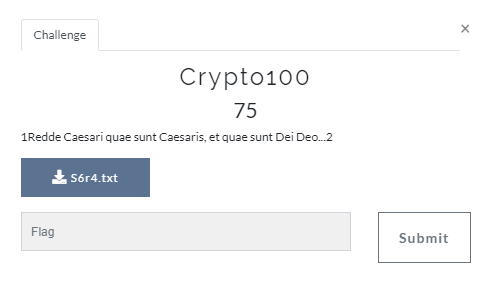 Challenge
×
Crypto100
75
1Redde Caesari quae sunt Caesaris, et quae sunt Dei Deo...2
S6r4.txt
Flag
Submit